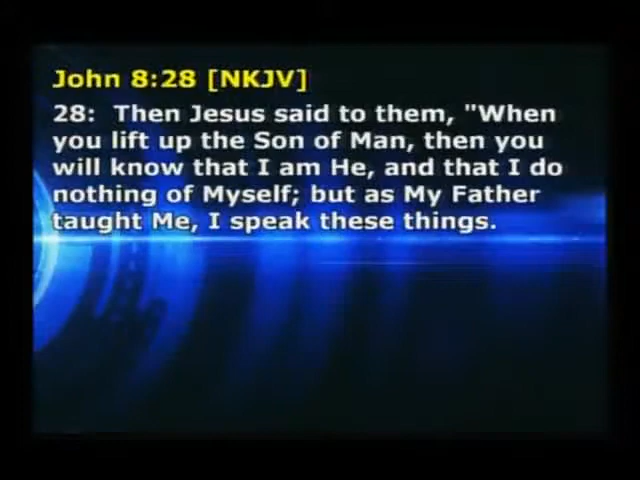 John 8:28 [NKJV]
28:  Then Jesus said to them, "When
you lift up the Son of Man, then you
will know that I am He, and that I do
nothing of Myself; but as My Father
taught Me, I speak these things.